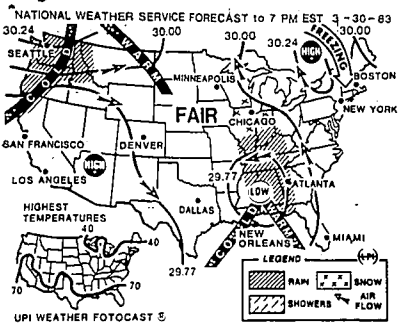 NATIONAL WEATHER SERVICE FORECAST to 7 PM EST 3-30-83
30.24
30.00
30.00
30.24
30.00
SEATTLE
COLD
WARM
HIGH
FREEZING
MINNEAPOLIS
BOSTON
NEW YORK
CHICAGO
FAIR
SAN FRANCISCO
DENVER
HIGH
LOS ANGELES
29.77
LOW
ATLANTA
DALLAS
COLD
WARM
NEW
ORLEANS
MIAMI
29.77
HIGHEST
TEMPERATURES
40
40
70
70
UPI WEATHER FOTOCAST ®
LEGEND
UPI
RAIN
SNOW
SHOWERS
AIR
FLOW